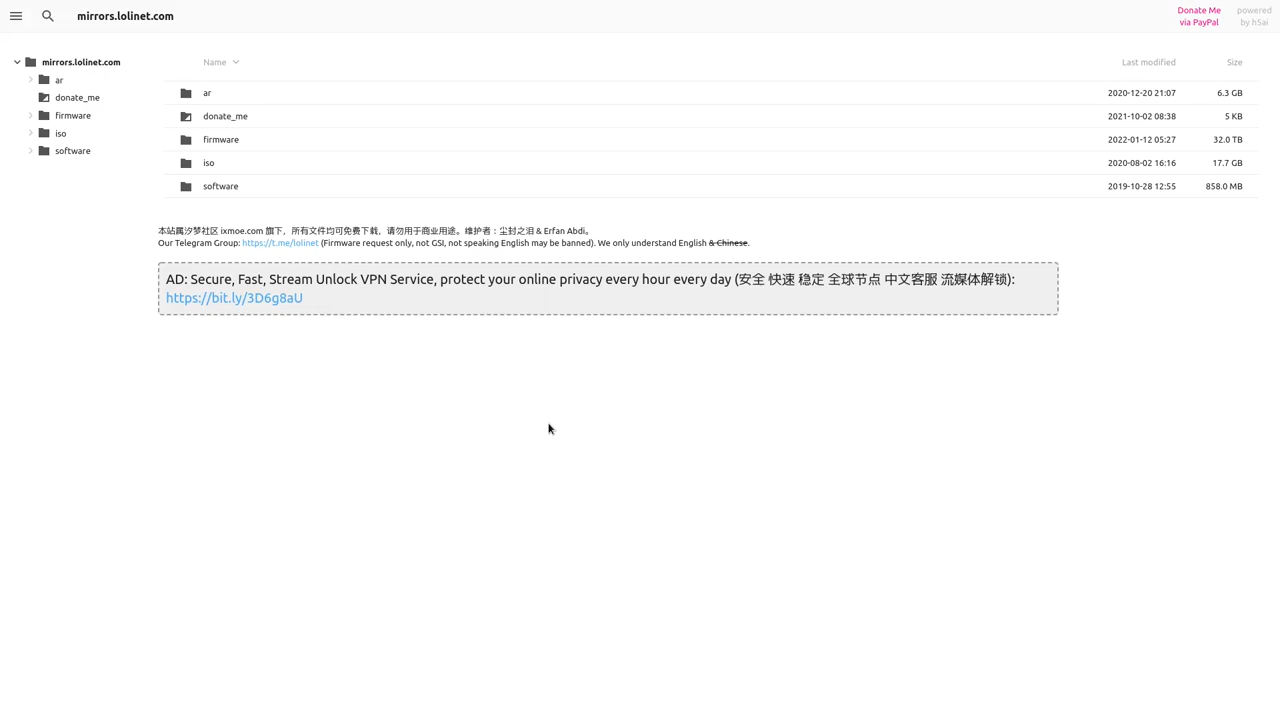 mirrors.lolinet.com
Donate Me
via PayPal
powered
by h5ai
mirrors.lolinet.com
ar
donate_me
firmware
iso
software
Name Last modified Size
ar 2020-12-20 21:07 6.3 GB
donate_me 2021-10-02 08:38 5 KB
firmware 2022-01-12 05:27 32.0 TB
iso 2020-08-02 16:16 17.7 GB
software 2019-10-28 12:55 858.0 MB
本站属汐梦社区 ixmoe.com 旗下，所有文件均可免费下载，请勿用于商业用途。维护者：尘封之泪 & Erfan Abdi。
Our Telegram Group: https://t.me/lolinet (Firmware request only, not GSI, not speaking English may be banned). We only understand English & Chinese.
AD: Secure, Fast, Stream Unlock VPN Service, protect your online privacy every hour every day (安全 快速 稳定 全球节点 中文客服 流媒体解锁):
https://bit.ly/3D6g8aU